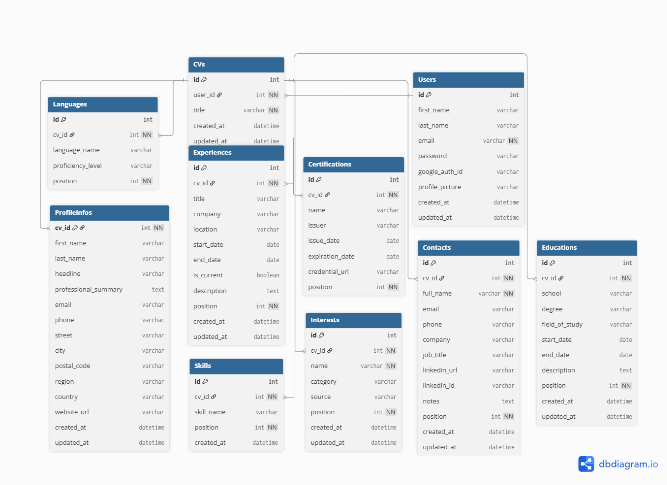 CVs
id int
user_id int NN
title varchar NN
created_at datetime
updated_at datetime
Users
id int
first_name varchar
last_name varchar
email varchar NN
password varchar
google_auth_id varchar
profile_picture varchar
created_at datetime
updated_at datetime
Languages
id int
cv_id int NN
language_name varchar
proficiency_level varchar
position int NN
Experiences
id int
cv_id int NN
title varchar
company varchar
location varchar
start_date date
end_date date
is_current boolean
description text
position int NN
created_at datetime
updated_at datetime
Certifications
id int
cv_id int NN
name varchar
issuer varchar
issue_date date
expiration_date date
credential_url varchar
position int NN
ProfileInfos
cv_id int NN
first_name varchar
last_name varchar
headline varchar
professional_summary text
email varchar
phone varchar
street varchar
city varchar
postal_code varchar
region varchar
country varchar
website_url varchar
created_at datetime
updated_at datetime
Contacts
id int
cv_id int NN
full_name varchar NN
email varchar
phone varchar
company varchar
job_title varchar
linkedin_url varchar
linkedin_id varchar
notes text
position int NN
created_at datetime
updated_at datetime
Educations
id int
cv_id int NN
school varchar
degree varchar
field_of_study varchar
start_date date
end_date date
description text
position int NN
created_at datetime
updated_at datetime
Interests
id int
cv_id int NN
name varchar NN
category varchar
source varchar
position int NN
created_at datetime
updated_at datetime
Skills
id int
cv_id int NN
skill_name varchar
position int NN
created_at datetime
dbdiagram.io